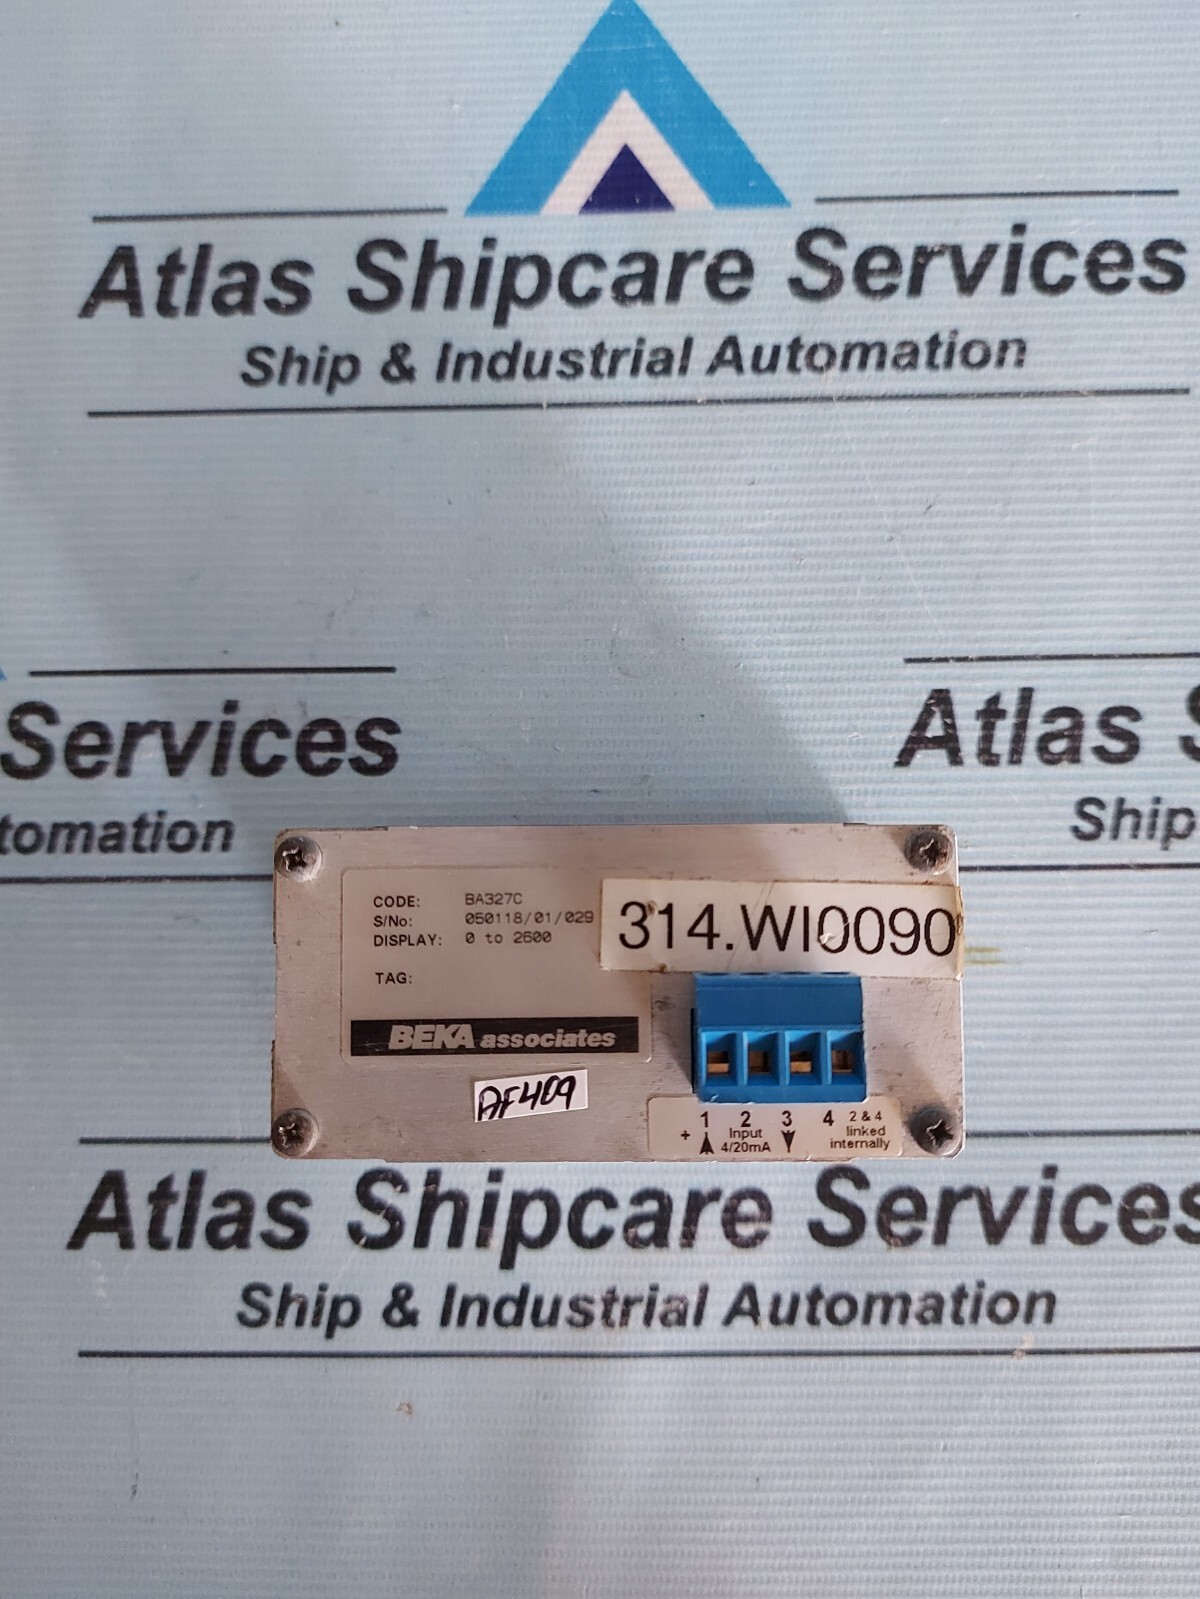 Atlas Shipcare Services
Ship & Industrial Automation
Services
tomation
Atlas S
Ship
CODE: BA327C
S/No: 050118/01/029
DISPLAY: 0 to 2600
TAG:
BEKA associates
314.WI0090
AF409
1 2 3 4 2 & 4
+ Input linked
4/20mA internally
Atlas Shipcare Services
Ship & Industrial Automation